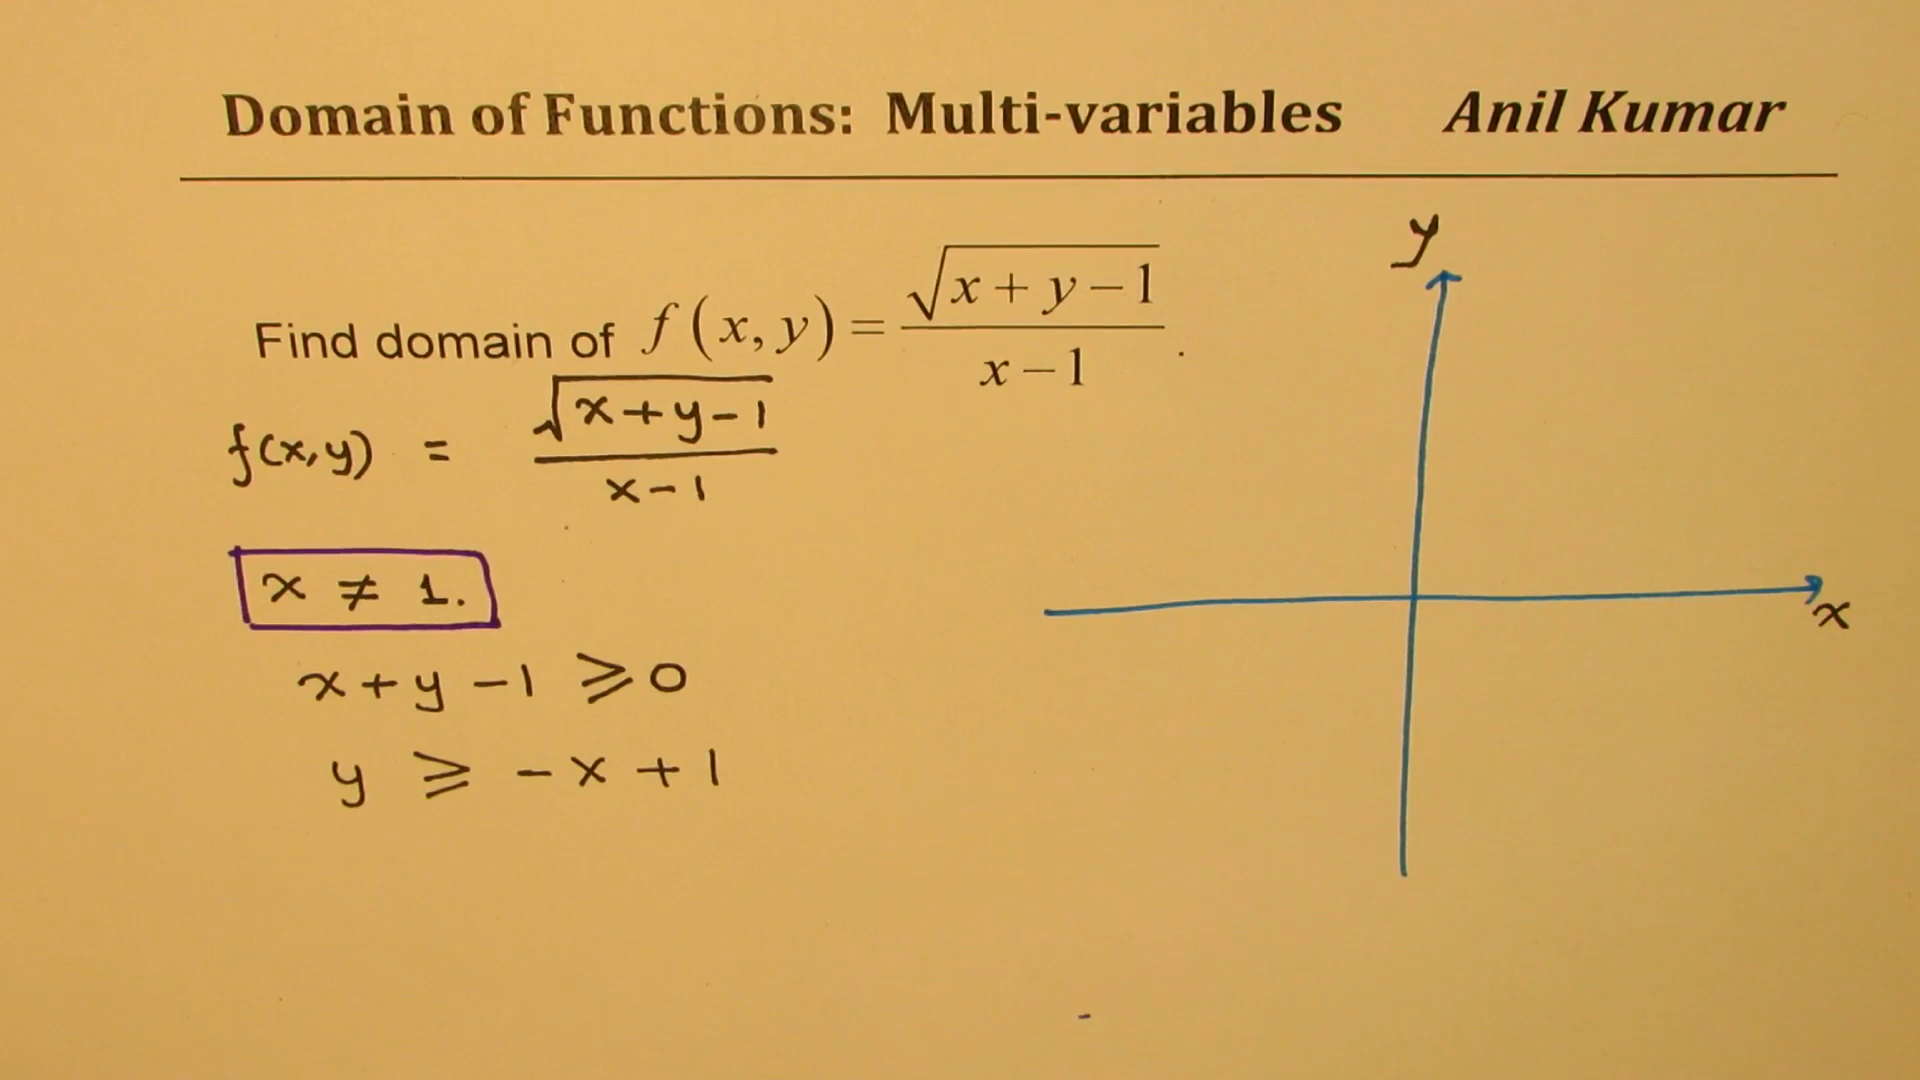 Domain of Functions: Multi-variables Anil Kumar
Find domain of f(x, y) = √(x + y − 1) / (x − 1).
f(x,y) = √(x+y-1) / (x-1)
x ≠ 1.
x+y-1 ⩾ 0
y ⩾ -x+1
y
x